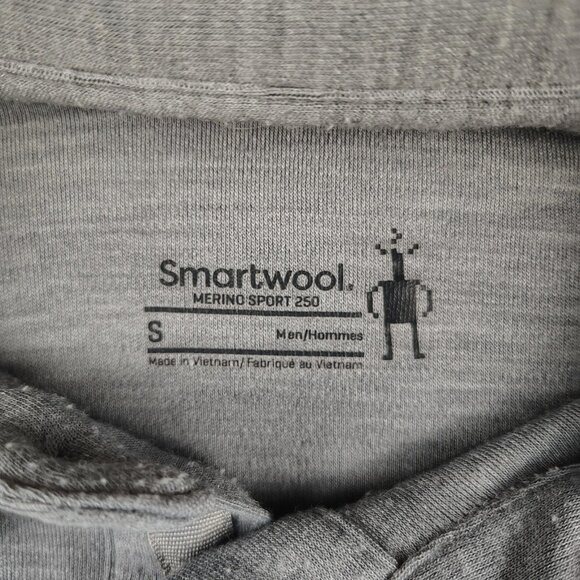 Smartwool.
MERINO SPORT 250
S Men/Hommes
Made in Vietnam/Fabriqué au Vietnam